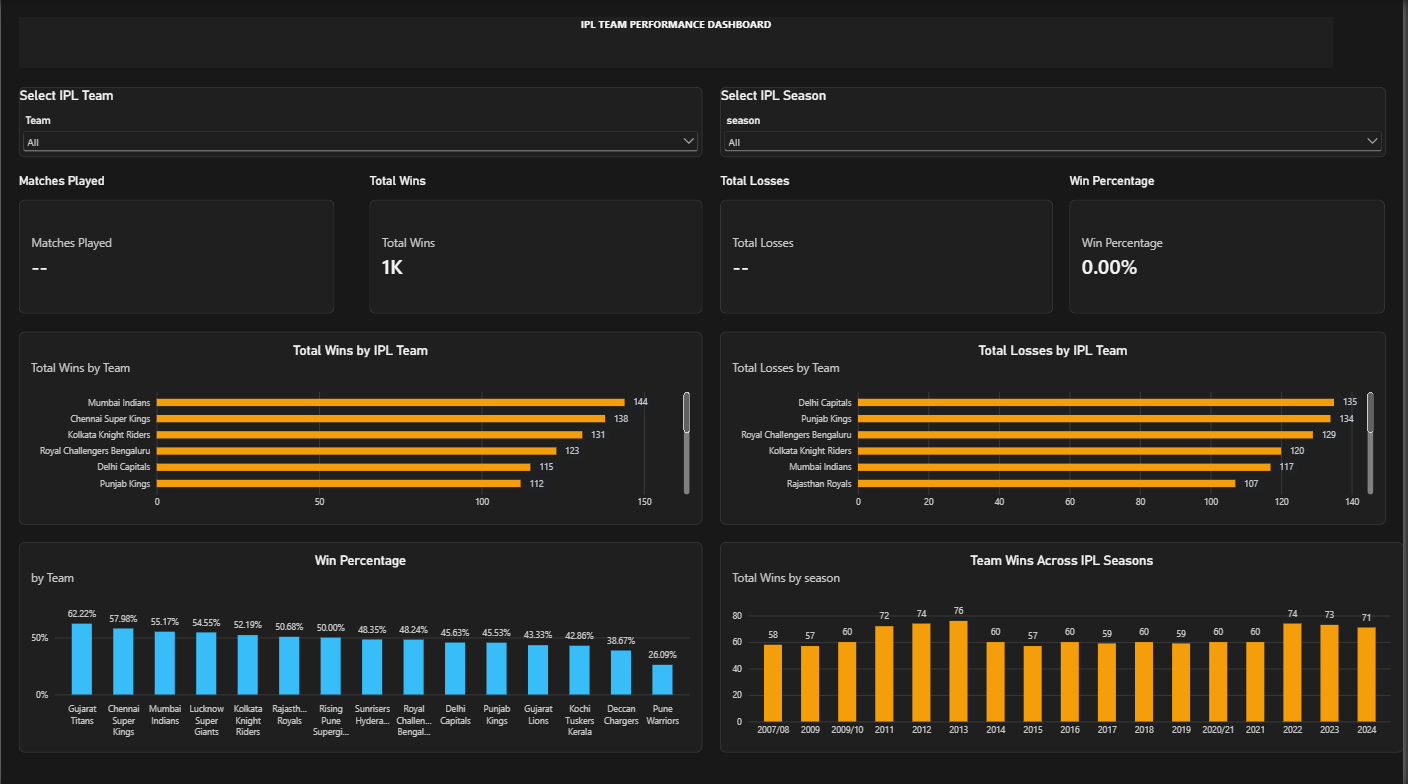 IPL TEAM PERFORMANCE DASHBOARD
Select IPL Team
Team
All
Select IPL Season
season
All
Matches Played
Matches Played
--
Total Wins
Total Wins
1K
Total Losses
Total Losses
--
Win Percentage
Win Percentage
0.00%
Total Wins by IPL Team
Total Wins by Team
Mumbai Indians 144
Chennai Super Kings 138
Kolkata Knight Riders 131
Royal Challengers Bengaluru 123
Delhi Capitals 115
Punjab Kings 112
0 50 100 150
Total Losses by IPL Team
Total Losses by Team
Delhi Capitals 135
Punjab Kings 134
Royal Challengers Bengaluru 129
Kolkata Knight Riders 120
Mumbai Indians 117
Rajasthan Royals 107
0 20 40 60 80 100 120 140
Win Percentage
by Team
62.22% 57.98% 55.17% 54.55% 52.19% 50.68% 50.00% 48.35% 48.24% 45.63% 45.53% 43.33% 42.86% 38.67% 26.09%
50%
0%
Gujarat Chennai Mumbai Lucknow Kolkata Rajasth... Rising Sunrisers Royal Delhi Punjab Gujarat Kochi Deccan Pune
Titans Super Indians Super Knight Royals Pune Hydera... Challen... Capitals Kings Lions Tuskers Chargers Warriors
Kings Giants Riders Supergi... Bengal... Kerala
Team Wins Across IPL Seasons
Total Wins by season
80
60
40
20
0
58 57 60 72 74 76 60 57 60 59 60 59 60 60 74 73 71
2007/08 2009 2009/10 2011 2012 2013 2014 2015 2016 2017 2018 2019 2020/21 2021 2022 2023 2024